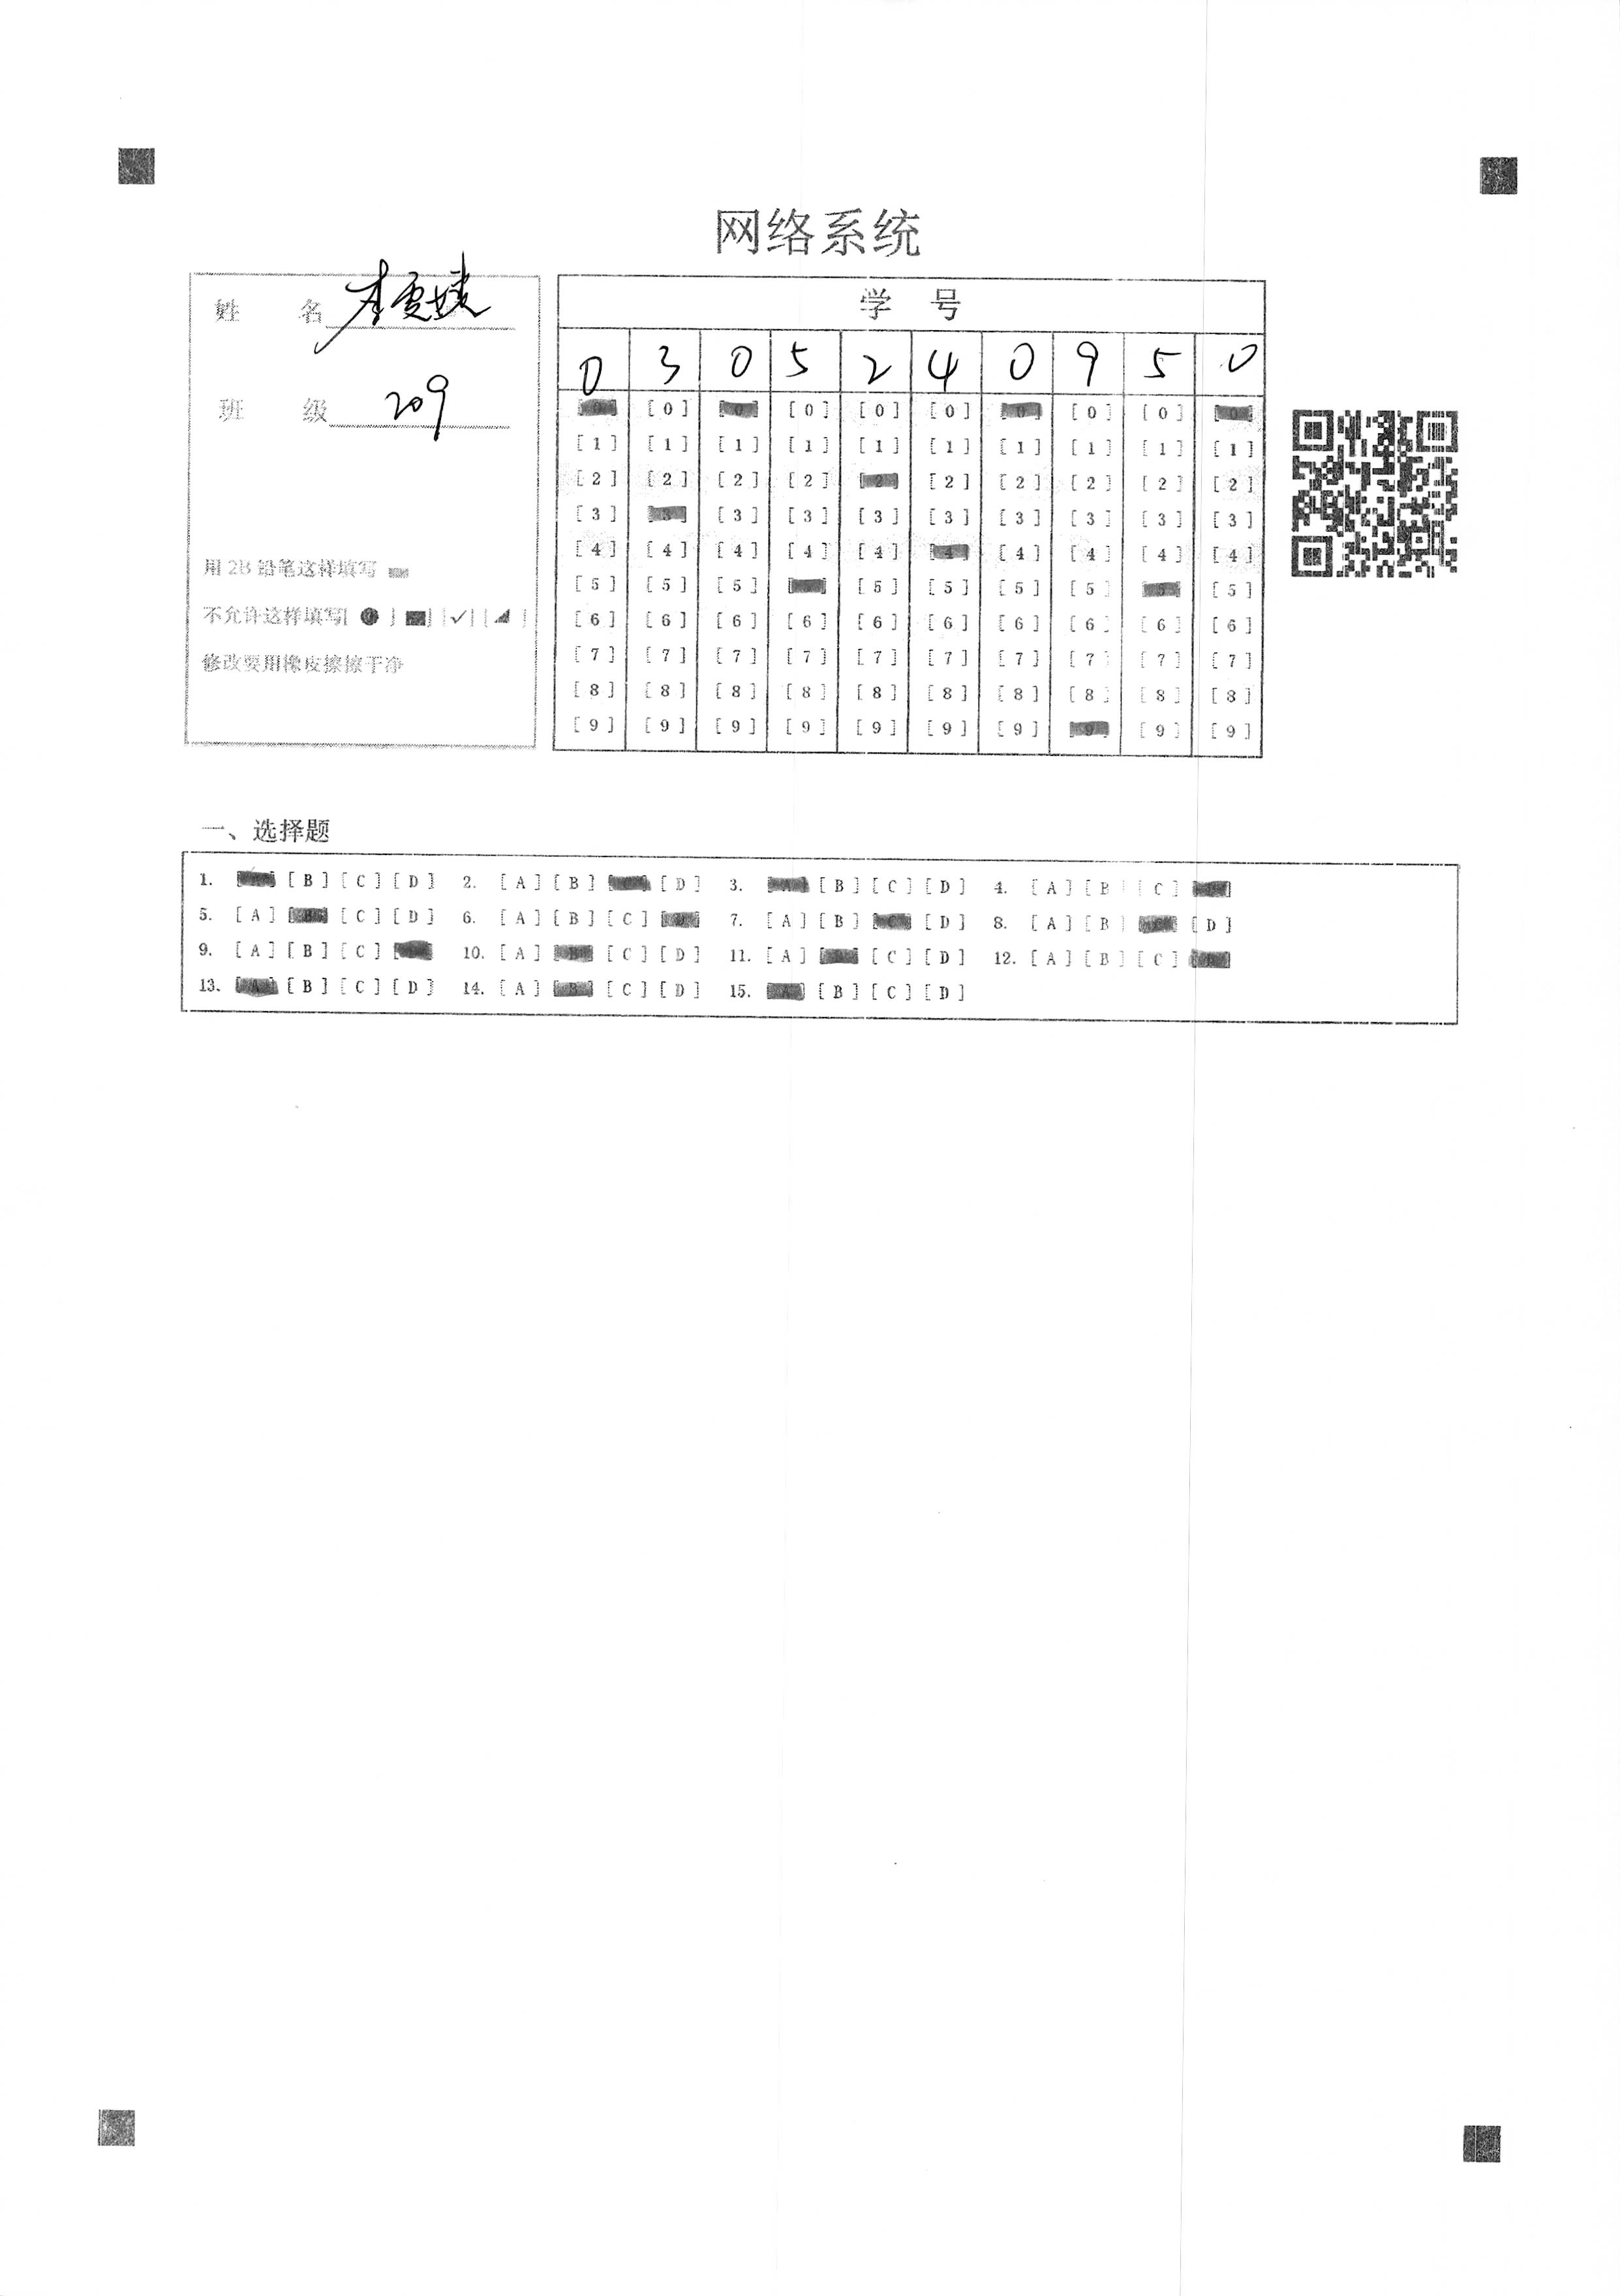 网络系统
姓 名 李
班 级 209
用 2B 铅笔这样填写
不允许这样填写[ ● ] [■] [✓] [◢ ]
修改要用橡皮擦擦干净
学 号
0 3 0 5 2 4 0 9 5 0
[0] [0] [0] [0] [0] [0] [0] [0] [0] [0]
[1] [1] [1] [1] [1] [1] [1] [1] [1] [1]
[2] [2] [2] [2] [2] [2] [2] [2] [2] [2]
[3] [3] [3] [3] [3] [3] [3] [3] [3] [3]
[4] [4] [4] [4] [4] [4] [4] [4] [4] [4]
[5] [5] [5] [5] [5] [5] [5] [5]
[6] [6] [6] [6] [6] [6] [6] [6] [6] [6]
[7] [7] [7] [7] [7] [7] [7] [7] [7] [7]
[8] [8] [8] [8] [8] [8] [8] [8] [8] [8]
[9] [9] [9] [9] [9] [9] [9] [9] [9] [9]
一、选择题
1. [B] [C] [D] 2. [A] [B] [D] 3. [B] [C] [D] 4. [A] [B] [C]
5. [A] [C] [D] 6. [A] [B] [C] 7. [A] [B] [D] 8. [A] [B] [D]
9. [A] [B] [C] 10. [A] [C] [D] 11. [A] [C] [D] 12. [A] [B] [C]
13. [A] [B] [C] [D] 14. [A] [B] [C] [D] 15. [A] [B] [C] [D]